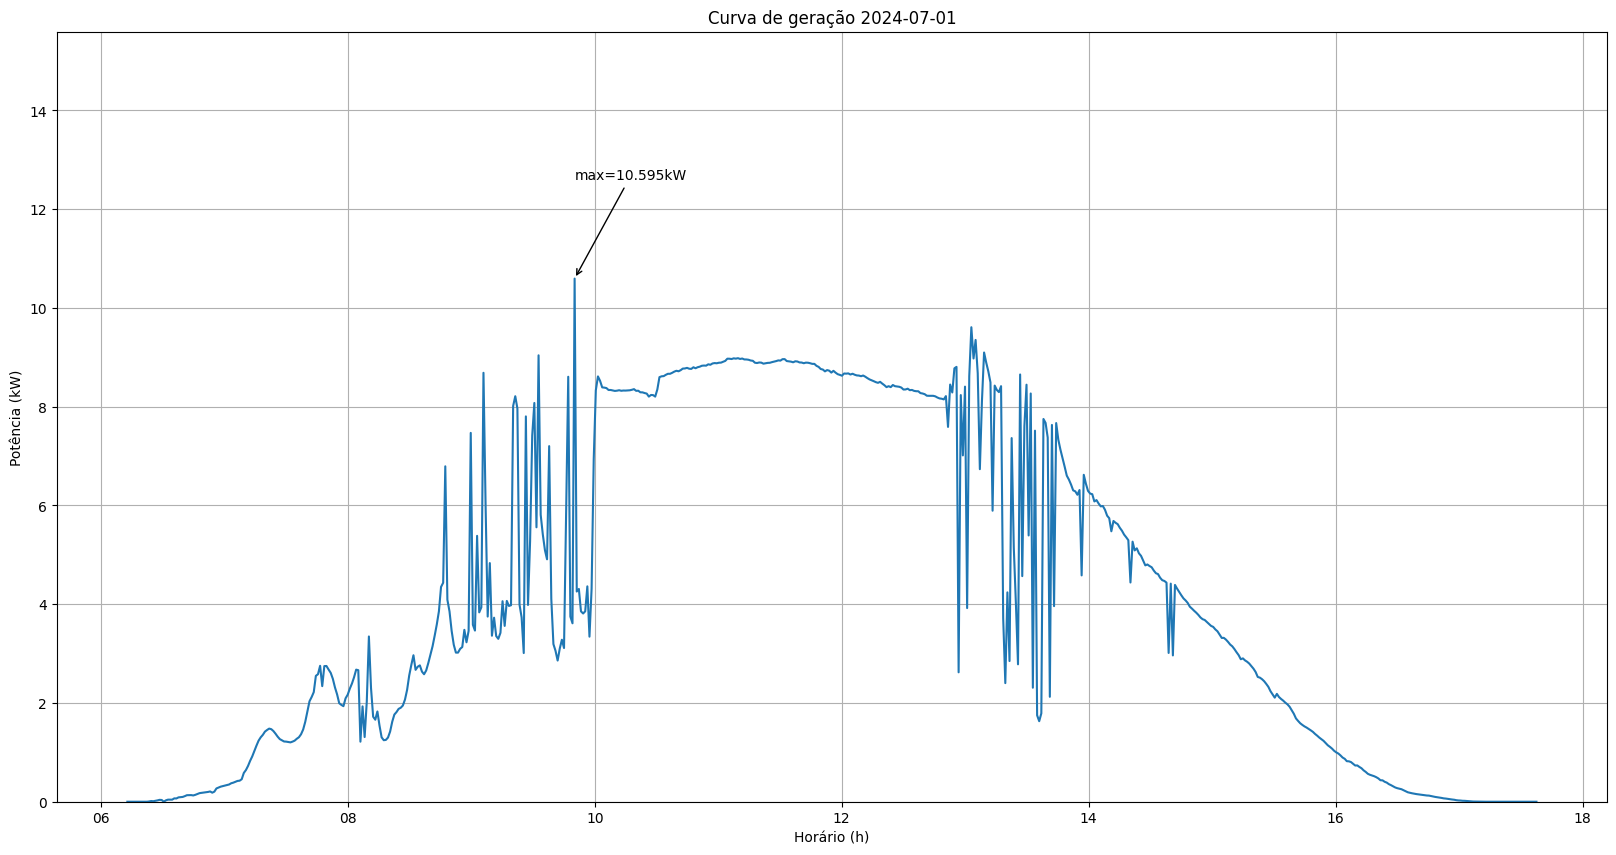 Curva de geração 2024-07-01
Potência (kW)
14
12
10
8
6
4
2
0
max=10.595kW
06 08 10 12 14 16 18
Horário (h)